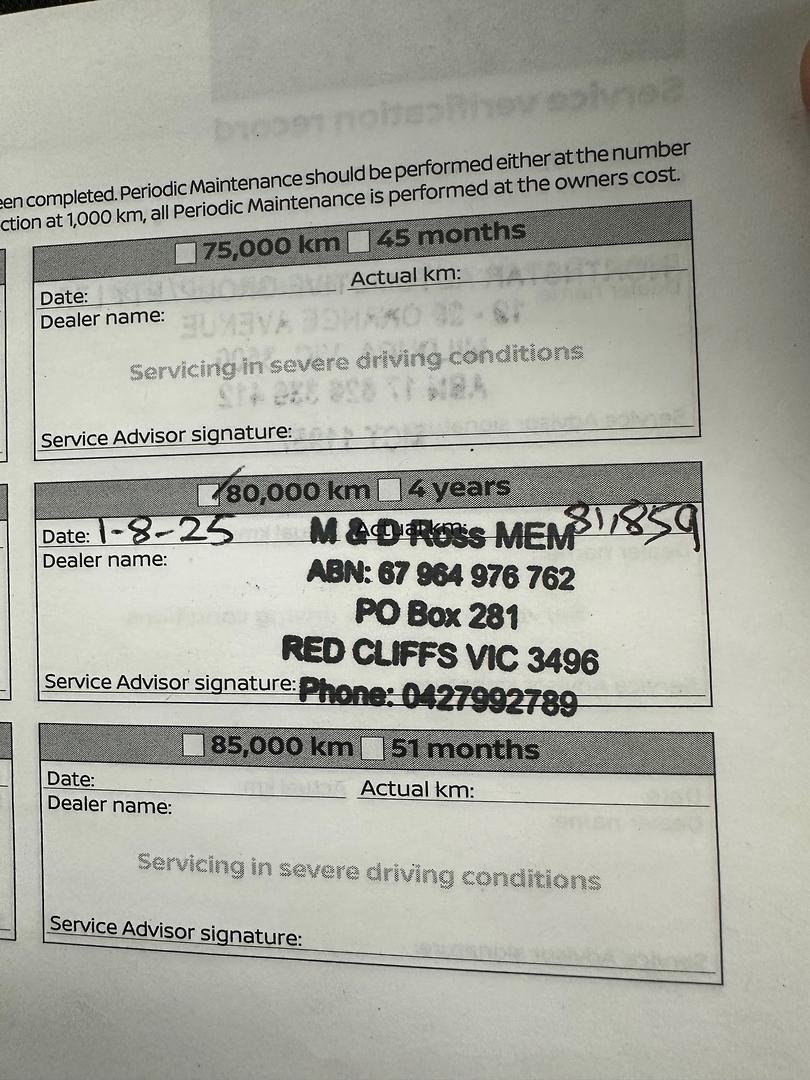 een completed. Periodic Maintenance should be performed either at the number
ction at 1,000 km, all Periodic Maintenance is performed at the owners cost.
75,000 km 45 months
Date: Actual km:
Dealer name:
Servicing in severe driving conditions
Service Advisor signature:
80,000 km 4 years
Date: 1-8-25 Actual km: 81,859
M & D Ross MEM
Dealer name:
ABN: 67 964 976 762
PO Box 281
RED CLIFFS VIC 3496
Service Advisor signature: Phone: 0427992789
85,000 km 51 months
Date: Actual km:
Dealer name:
Servicing in severe driving conditions
Service Advisor signature: